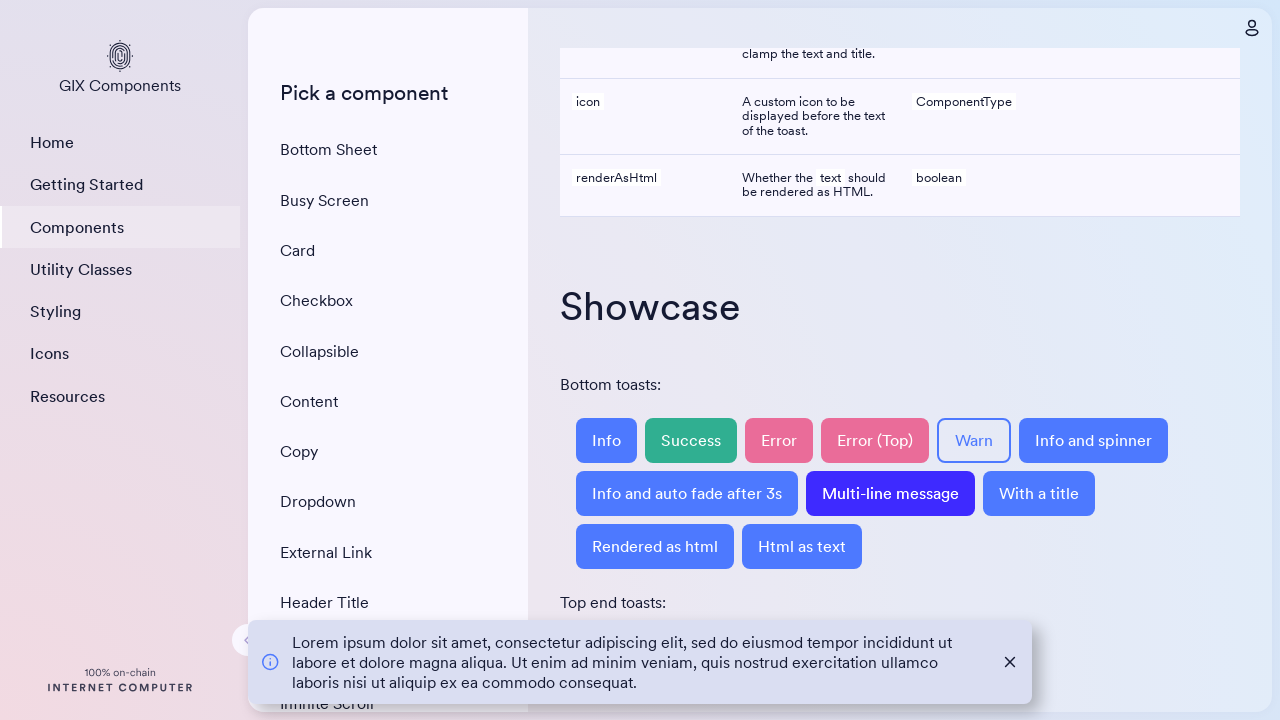 GIX Components
Home
Getting Started
Components
Utility Classes
Styling
Icons
Resources
100% on-chain
INTERNET COMPUTER
Pick a component
Bottom Sheet
Busy Screen
Card
Checkbox
Collapsible
Content
Copy
Dropdown
External Link
Header Title
Infinite Scroll
clamp the text and title.
icon
A custom icon to be
displayed before the text
of the toast.
ComponentType
renderAsHtml
Whether the text should
be rendered as HTML.
boolean
Showcase
Bottom toasts:
Info
Success
Error
Error (Top)
Warn
Info and spinner
Info and auto fade after 3s
Multi-line message
With a title
Rendered as html
Html as text
Top end toasts:
Lorem ipsum dolor sit amet, consectetur adipiscing elit, sed do eiusmod tempor incididunt ut
labore et dolore magna aliqua. Ut enim ad minim veniam, quis nostrud exercitation ullamco
laboris nisi ut aliquip ex ea commodo consequat.